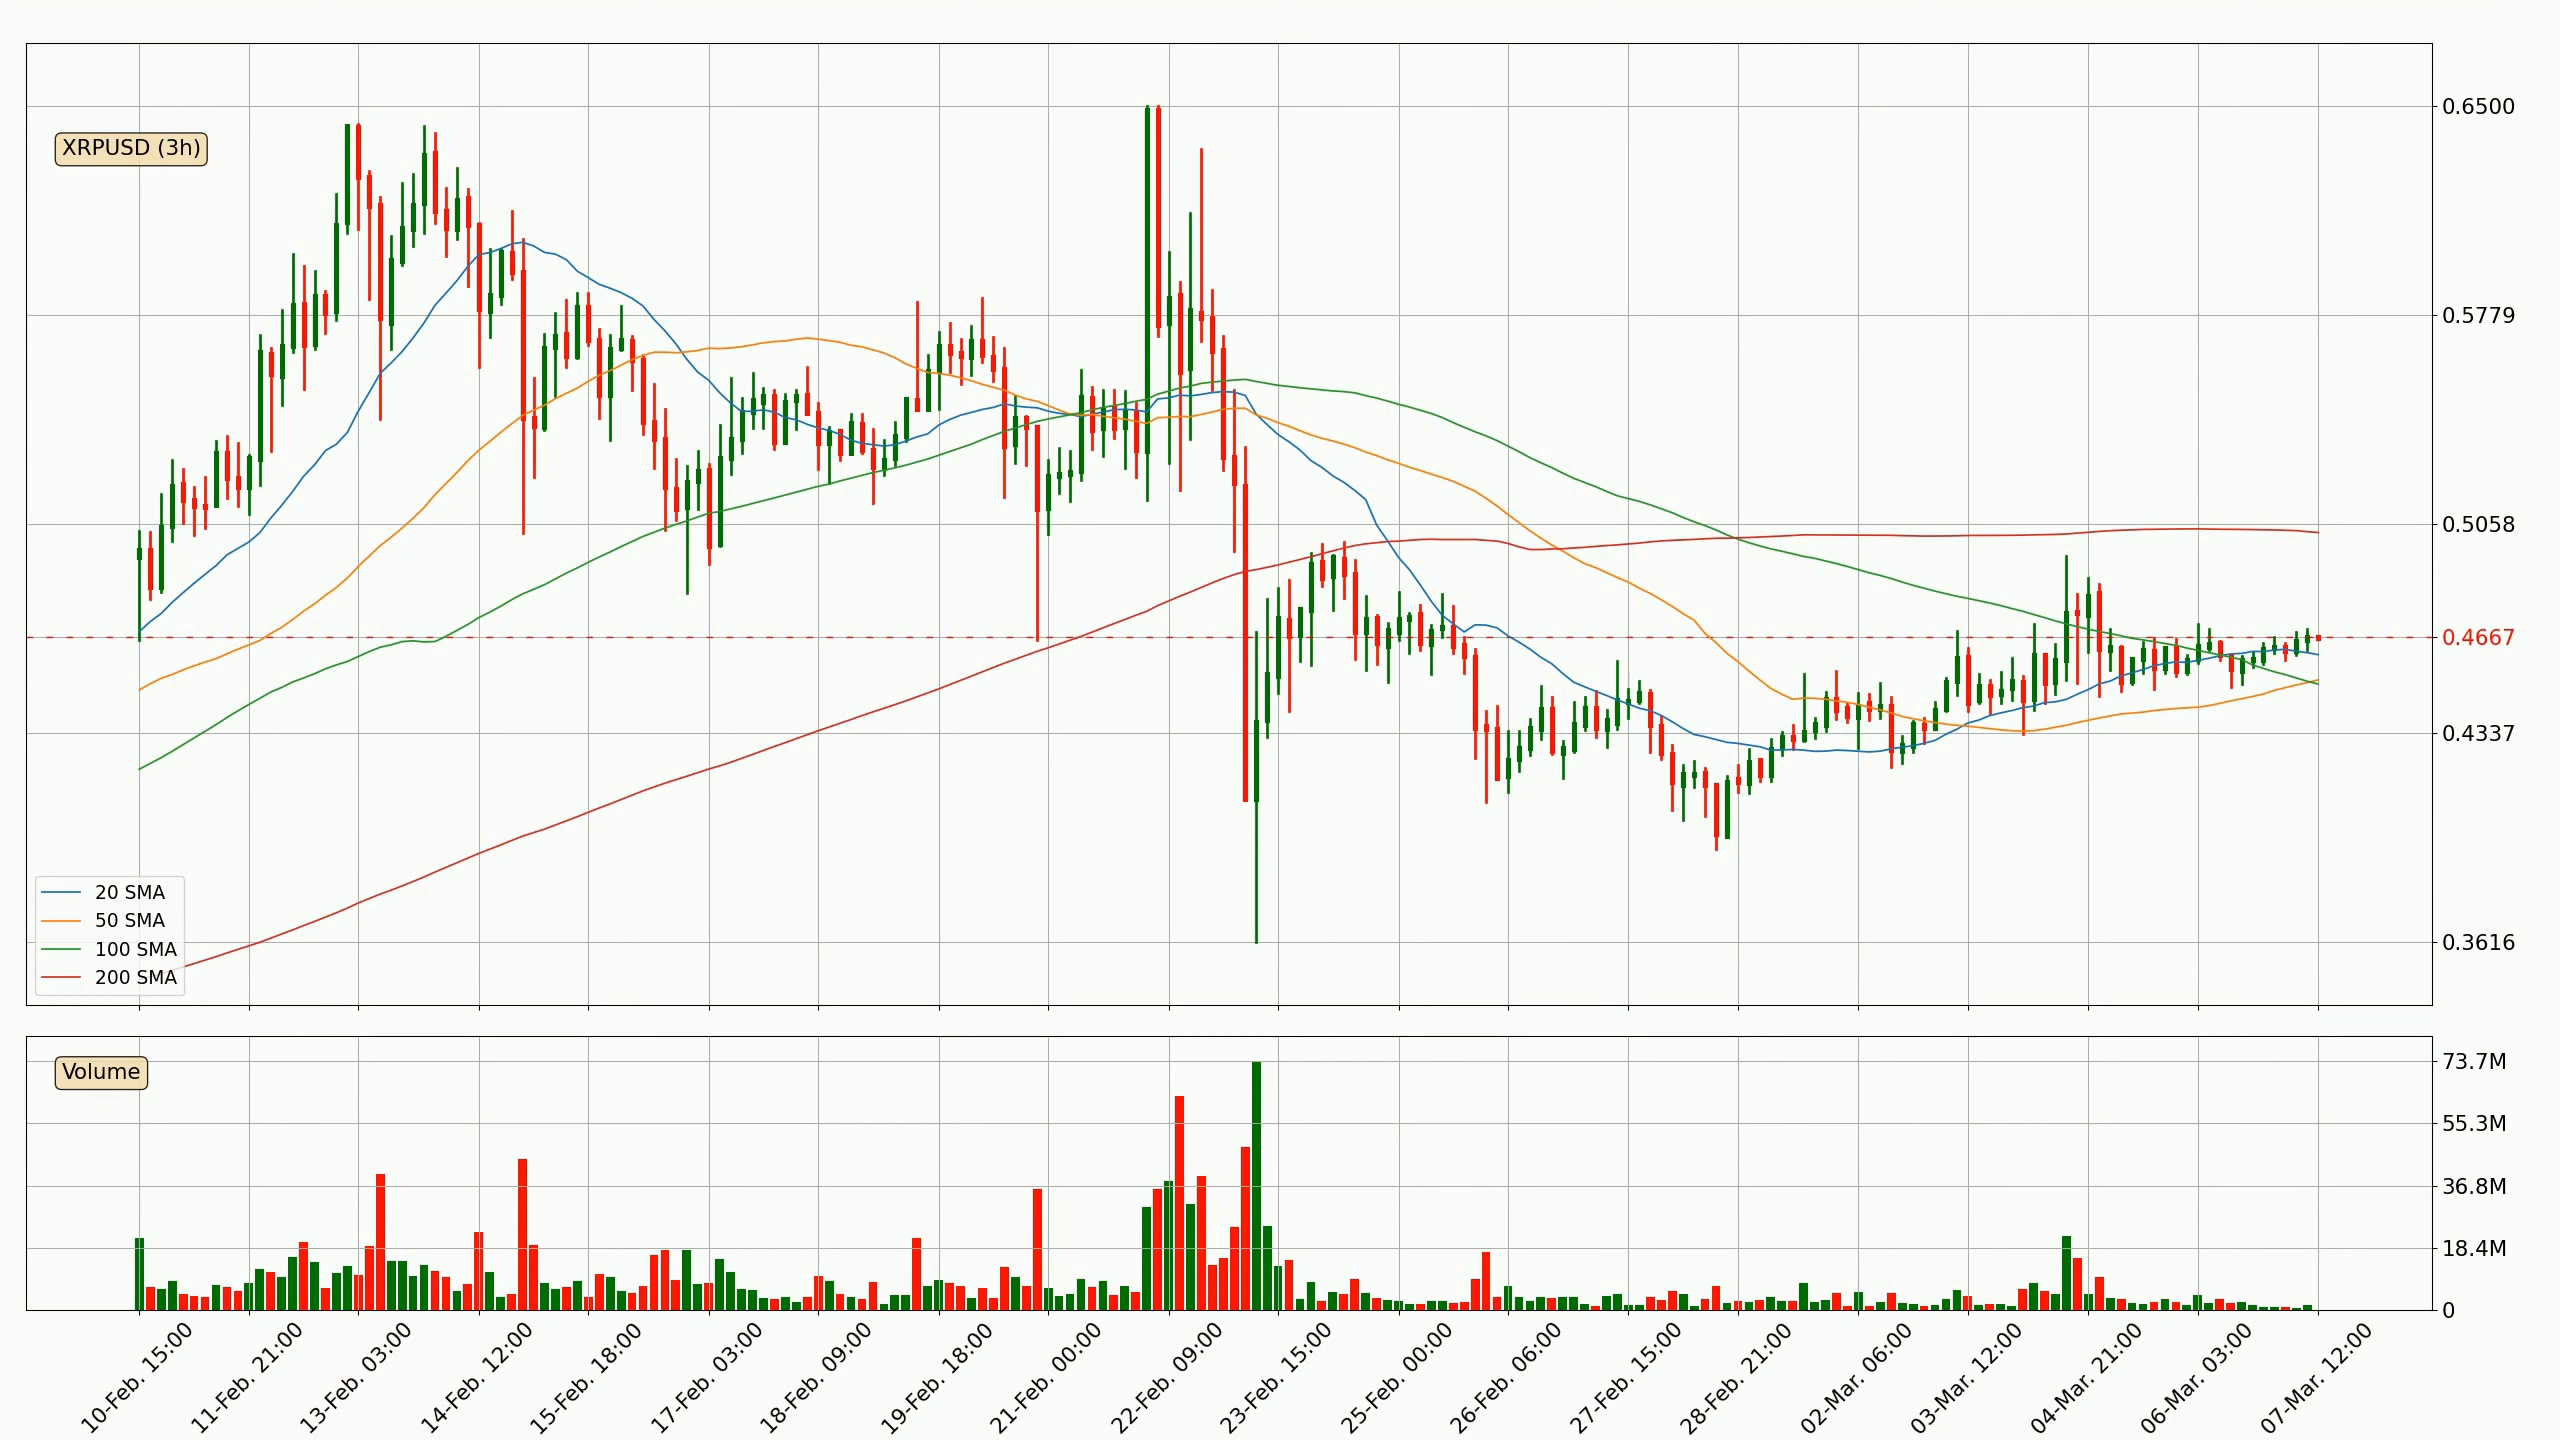 XRPUSD (3h)
0.6500
0.5779
0.5058
0.4667
0.4337
0.3616
20 SMA
50 SMA
100 SMA
200 SMA
Volume
73.7M
55.3M
36.8M
18.4M
0
10-Feb. 15:00
11-Feb. 21:00
13-Feb. 03:00
14-Feb. 12:00
15-Feb. 18:00
17-Feb. 03:00
18-Feb. 09:00
19-Feb. 18:00
21-Feb. 00:00
22-Feb. 09:00
23-Feb. 15:00
25-Feb. 00:00
26-Feb. 06:00
27-Feb. 15:00
28-Feb. 21:00
02-Mar. 06:00
03-Mar. 12:00
04-Mar. 21:00
06-Mar. 03:00
07-Mar. 12:00